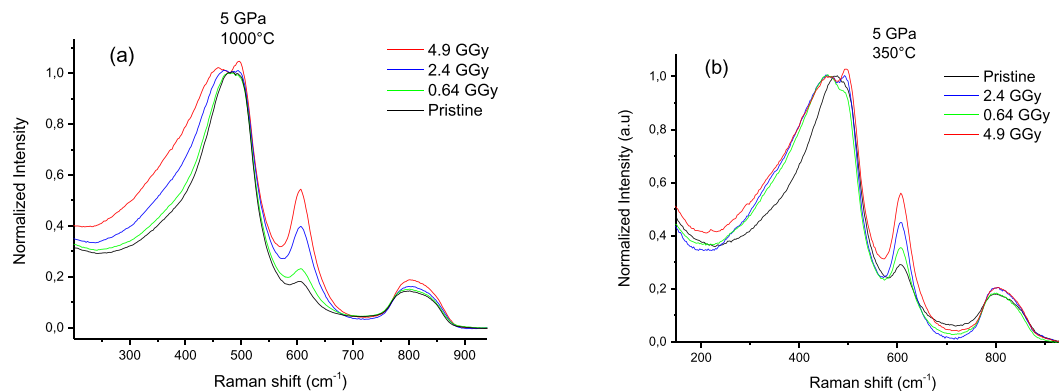 5 GPa
1000°C
(a)
4.9 GGy
2.4 GGy
0.64 GGy
Pristine
1,0
0,8
0,6
0,4
0,2
0,0
Normalized Intensity
300 400 500 600 700 800 900
Raman shift (cm⁻¹)
5 GPa
350°C
(b)
Pristine
2.4 GGy
0.64 GGy
4.9 GGy
1,0
0,8
0,6
0,4
0,2
0,0
Normalized Intensity (a.u)
200 400 600 800
Raman shift (cm⁻¹)